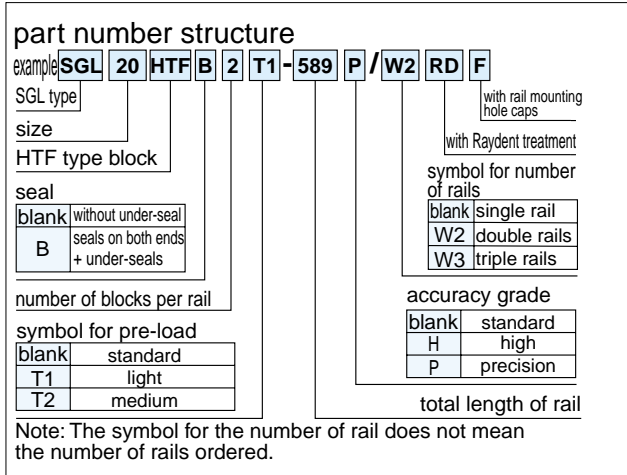 part number structure
example SGL 20 HTF B 2 T1 - 589 P / W2 RD F
SGL type
with rail mounting
hole caps
size
with Raydent treatment
HTF type block
symbol for number
of rails
blank single rail
W2 double rails
W3 triple rails
seal
blank without under-seal
B seals on both ends
+ under-seals
number of blocks per rail
accuracy grade
blank standard
H high
P precision
symbol for pre-load
blank standard
T1 light
T2 medium
total length of rail
Note: The symbol for the number of rail does not mean
the number of rails ordered.